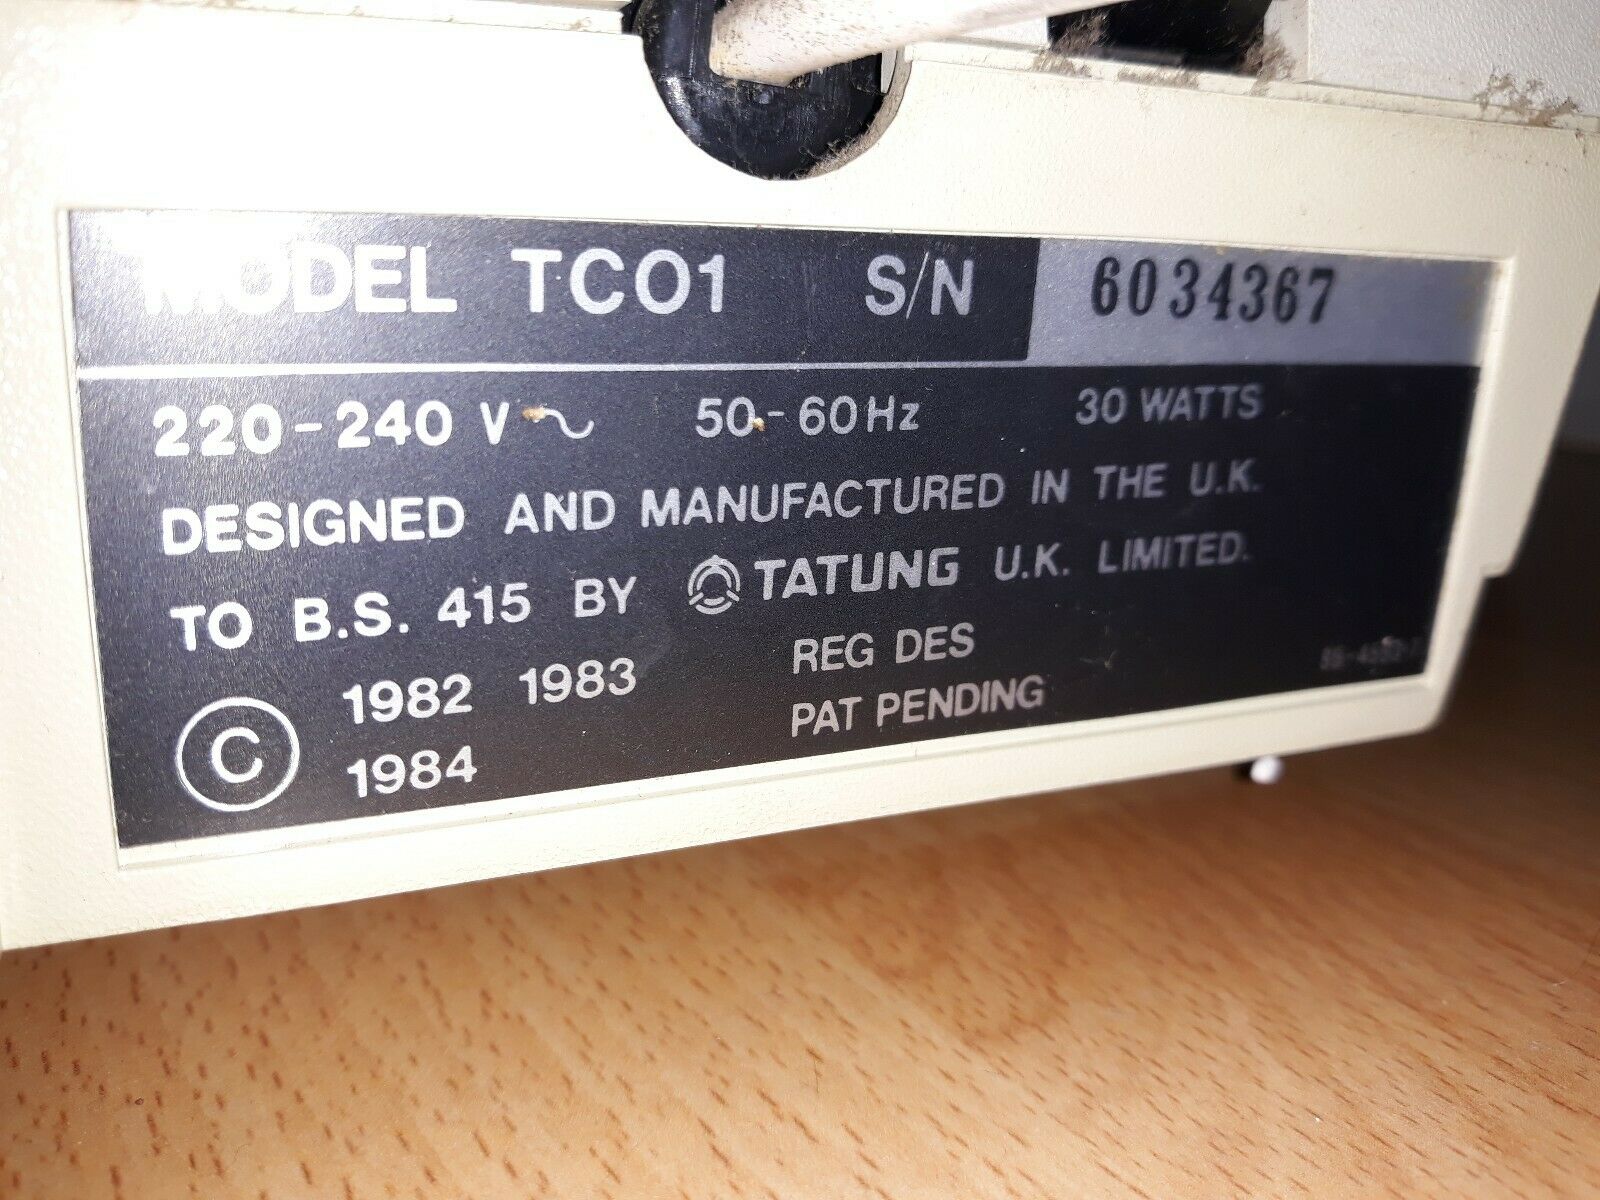 MODEL TC01 S/N 6034367
220-240 V~ 50-60Hz 30 WATTS
DESIGNED AND MANUFACTURED IN THE U.K.
TO B.S. 415 BY TATUNG U.K. LIMITED.
© 1982 1983 REG DES
1984 PAT PENDING